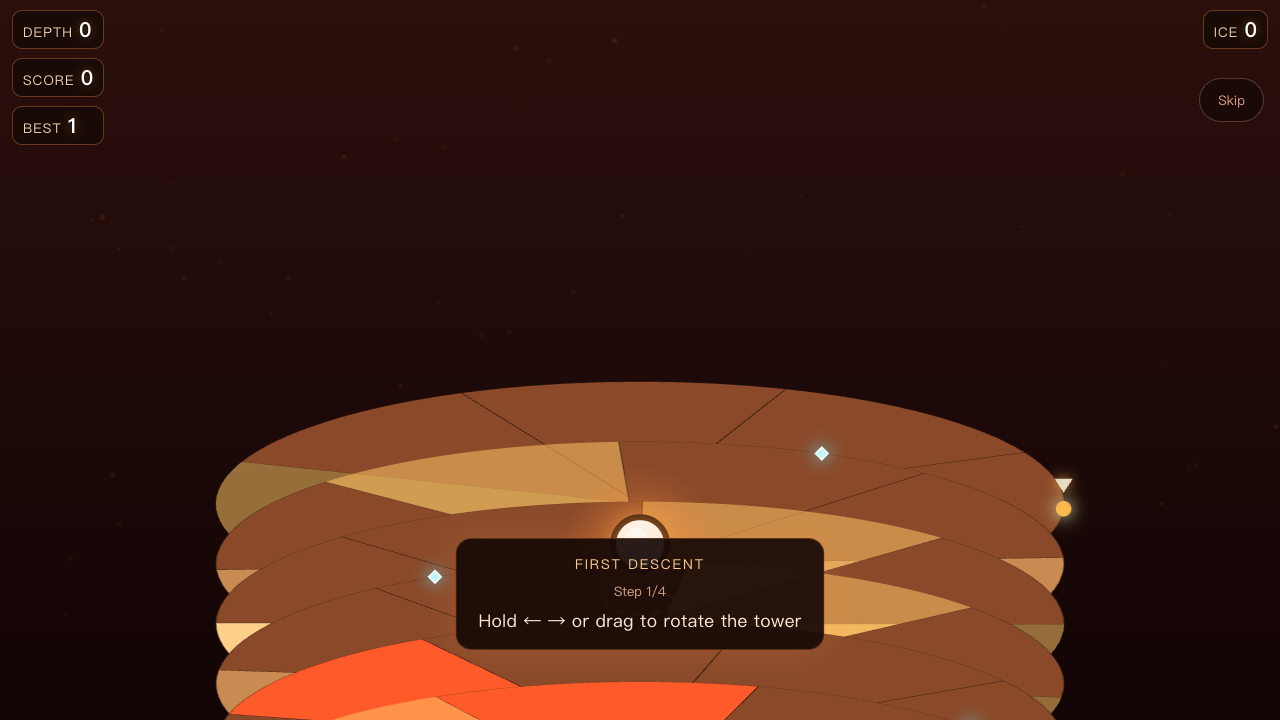 DEPTH 0
SCORE 0
BEST 1
ICE 0
Skip
FIRST DESCENT
Step 1/4
Hold ← → or drag to rotate the tower